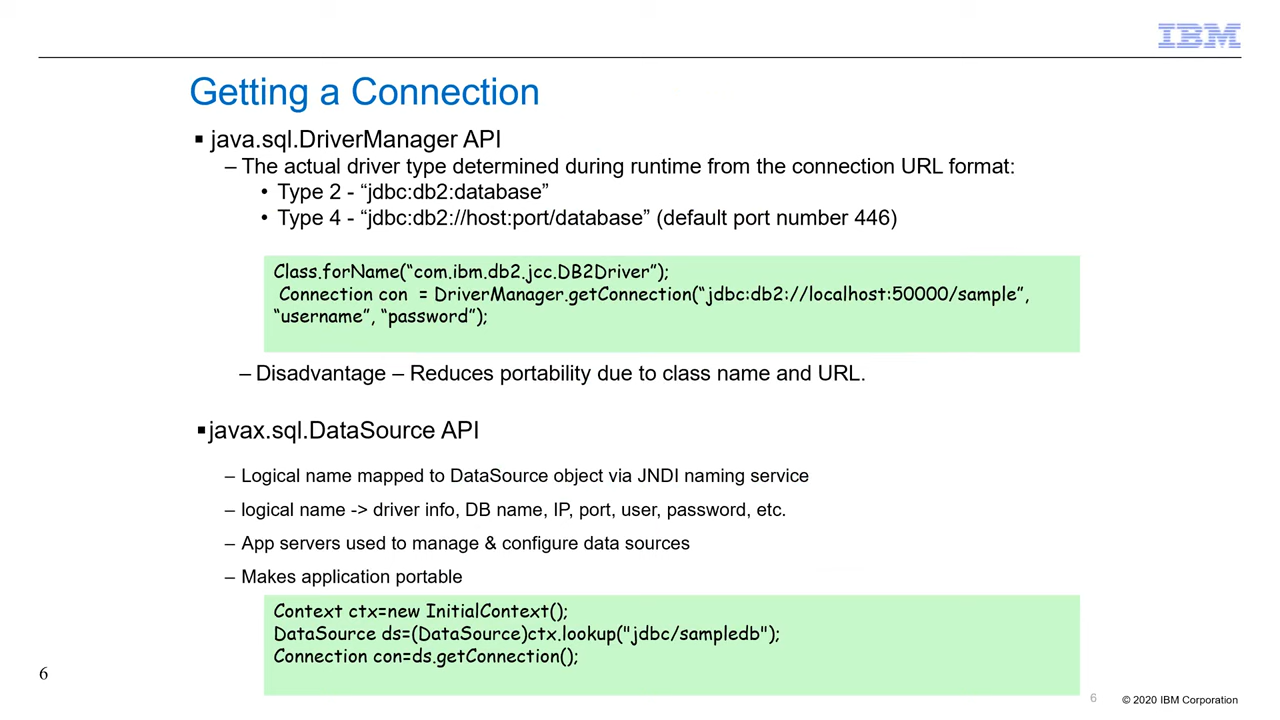 IBM
Getting a Connection
▪ java.sql.DriverManager API
– The actual driver type determined during runtime from the connection URL format:
• Type 2 - “jdbc:db2:database”
• Type 4 - “jdbc:db2://host:port/database” (default port number 446)
Class.forName(“com.ibm.db2.jcc.DB2Driver”);
Connection con  = DriverManager.getConnection(“jdbc:db2://localhost:50000/sample”,
“username”, “password”);
– Disadvantage – Reduces portability due to class name and URL.
▪javax.sql.DataSource API
– Logical name mapped to DataSource object via JNDI naming service
– logical name -> driver info, DB name, IP, port, user, password, etc.
– App servers used to manage & configure data sources
– Makes application portable
Context ctx=new InitialContext();
DataSource ds=(DataSource)ctx.lookup("jdbc/sampledb");
Connection con=ds.getConnection();
6
6
© 2020 IBM Corporation